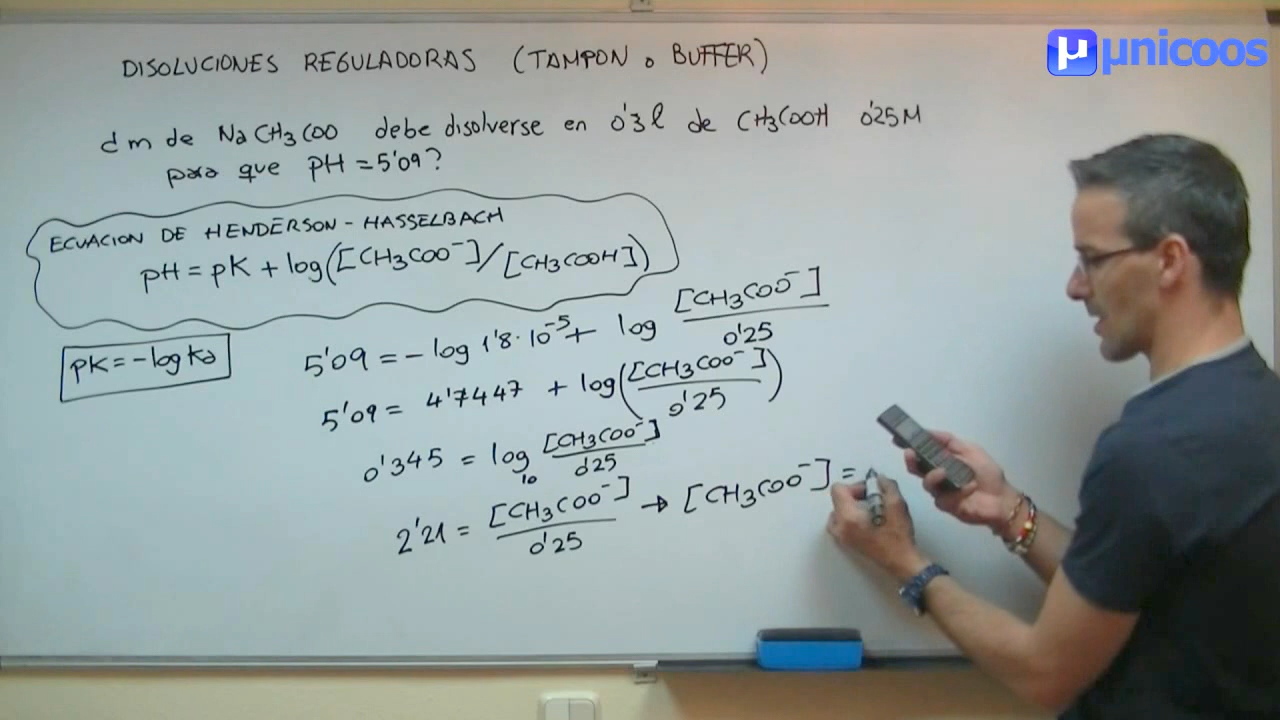 µnicoos
DISOLUCIONES REGULADORAS (TAMPON o BUFFER)
¿ m de NaCH3COO debe disolverse en 0'3l de CH3COOH 0'25M
para que PH = 5'09?
ECUACION DE HENDERSON-HASSELBACH
pH = pK + log([CH3COO⁻]/[CH3COOH])
pK = -log Ka
5'09 = - log 1'8·10⁻⁵ + log [CH3COO⁻] / 0'25
5'09 = 4'7447 + log([CH3COO⁻] / 0'25)
0'345 = log₁₀ [CH3COO⁻] / 0'25
2'21 = [CH3COO⁻] / 0'25 → [CH3COO⁻] =